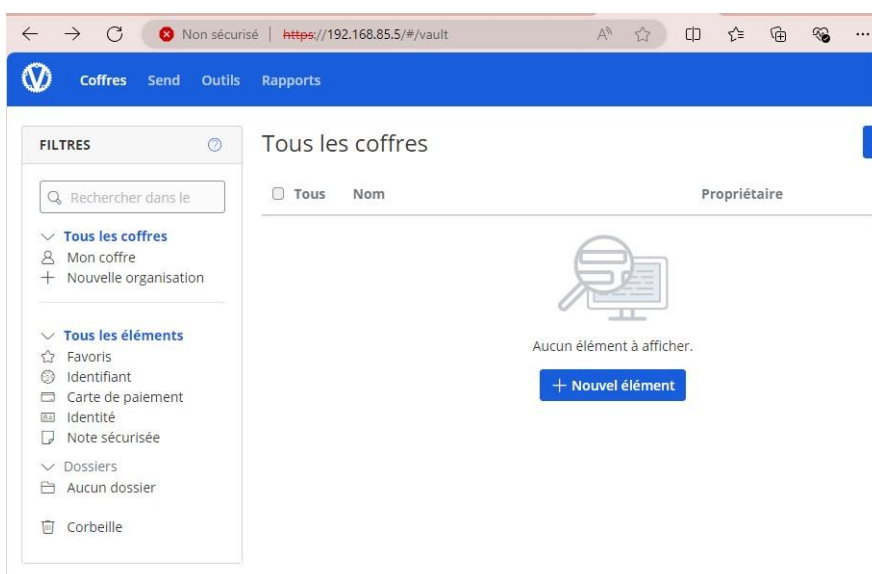 Non sécurisé | https://192.168.85.5/#/vault
Coffres Send Outils Rapports
FILTRES
Rechercher dans le
Tous les coffres
Mon coffre
Nouvelle organisation
Tous les éléments
Favoris
Identifiant
Carte de paiement
Identité
Note sécurisée
Dossiers
Aucun dossier
Corbeille
Tous les coffres
Tous Nom Propriétaire
Aucun élément à afficher.
+ Nouvel élément